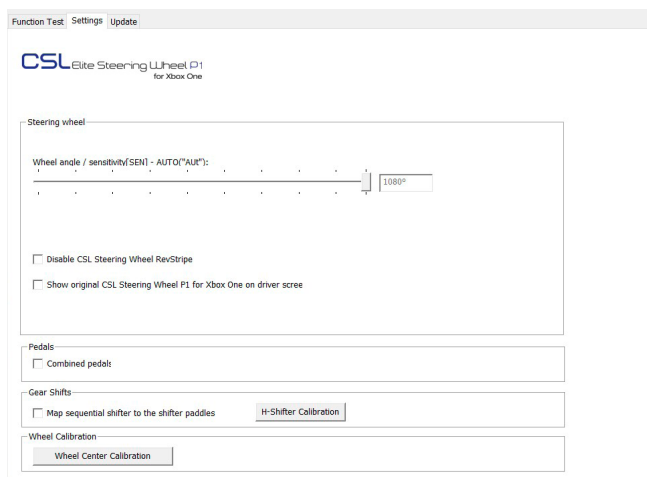 Function Test Settings Update
CSL Elite Steering Wheel P1
for Xbox One
Steering wheel
Wheel angle / sensitivity[SEN] - AUTO("AUt"):
1080°
Disable CSL Steering Wheel RevStripe
Show original CSL Steering Wheel P1 for Xbox One on driver scree
Pedals
Combined pedals
Gear Shifts
Map sequential shifter to the shifter paddles H-Shifter Calibration
Wheel Calibration
Wheel Center Calibration